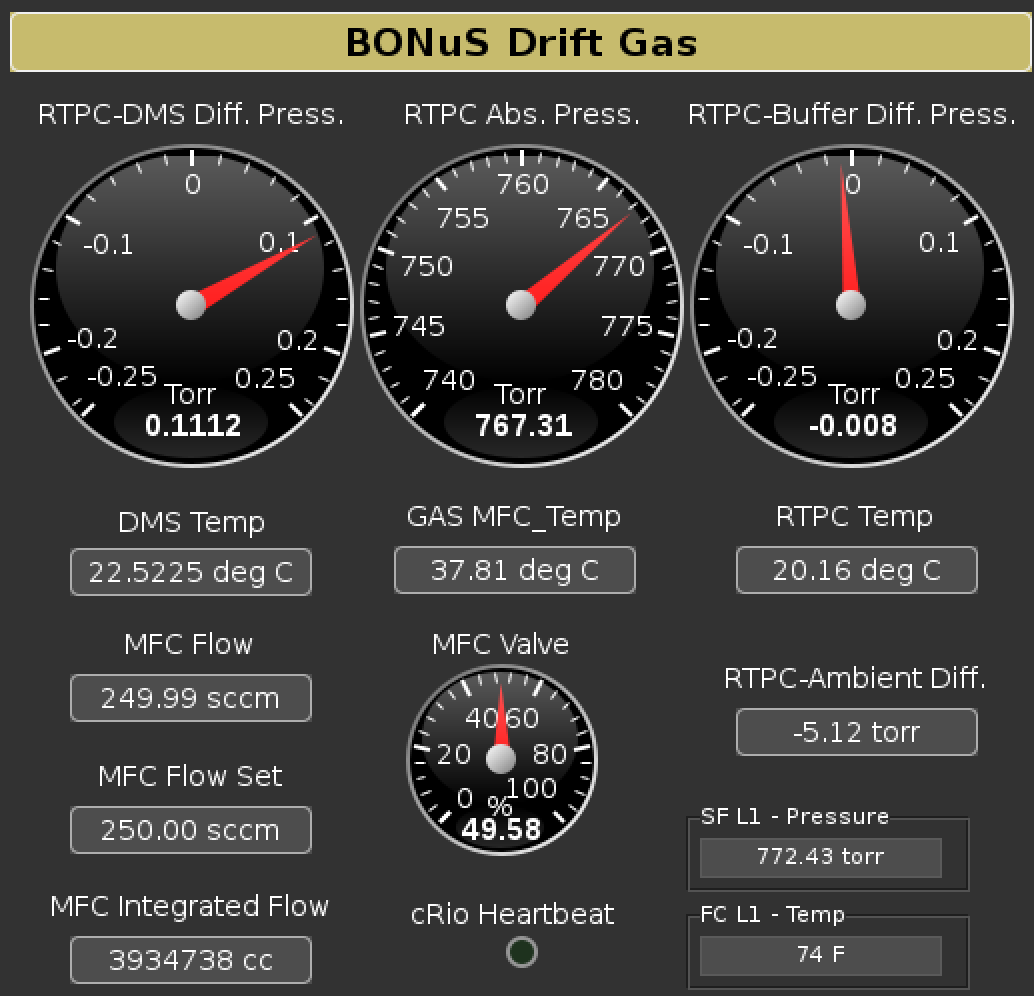 BONuS Drift Gas
RTPC-DMS Diff. Press.
0
-0.1
0.1
-0.2
0.2
-0.25
0.25
Torr
0.1112
RTPC Abs. Press.
760
755
765
750
770
745
775
740
780
Torr
767.31
RTPC-Buffer Diff. Press.
0
-0.1
0.1
-0.2
0.2
-0.25
0.25
Torr
-0.008
DMS Temp
22.5225 deg C
GAS MFC_Temp
37.81 deg C
RTPC Temp
20.16 deg C
MFC Flow
249.99 sccm
MFC Flow Set
250.00 sccm
MFC Integrated Flow
3934738 cc
MFC Valve
40
60
20
80
0
100
%
49.58
cRio Heartbeat
RTPC-Ambient Diff.
-5.12 torr
SF L1 - Pressure
772.43 torr
FC L1 - Temp
74 F